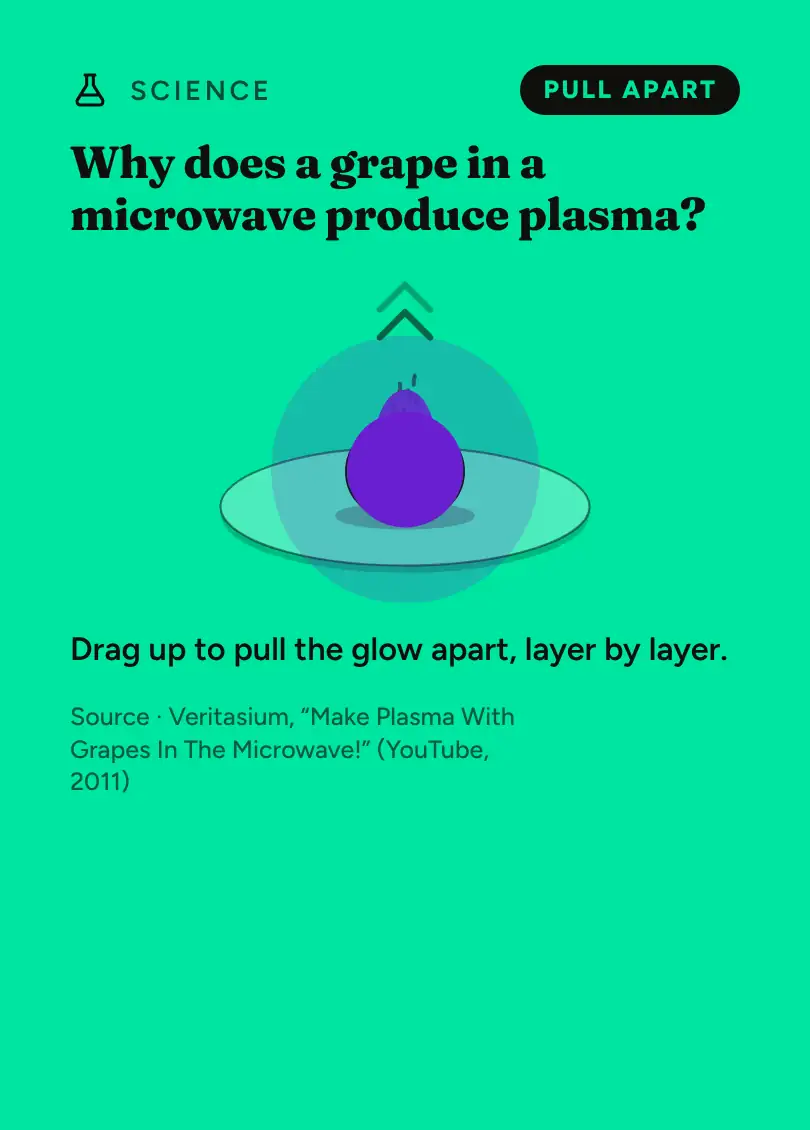 SCIENCE
PULL APART
Why does a grape in a
microwave produce plasma?
Drag up to pull the glow apart, layer by layer.
Source · Veritasium, “Make Plasma With
Grapes In The Microwave!” (YouTube,
2011)